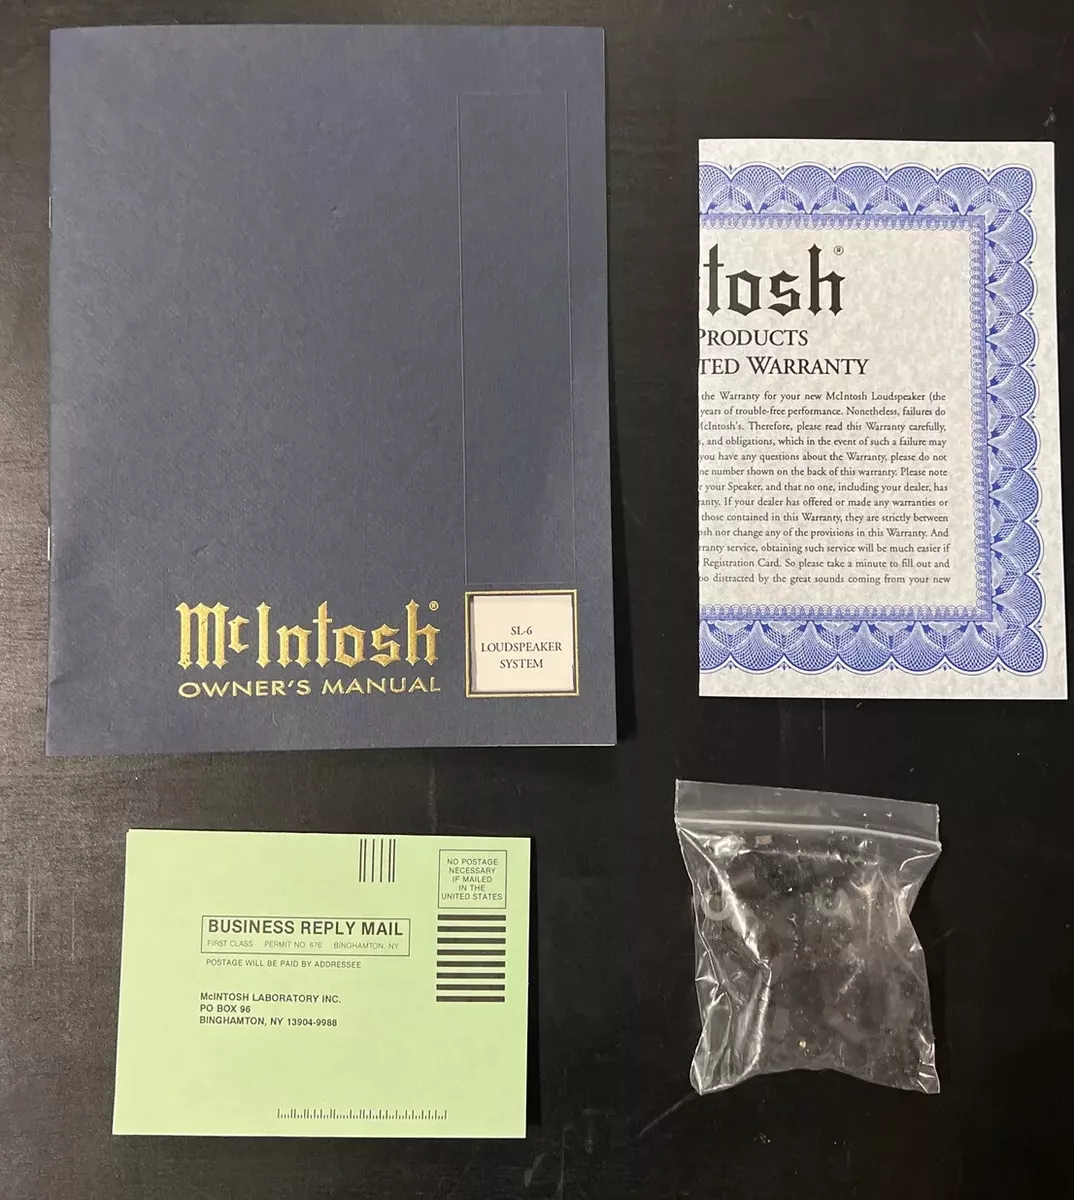 McIntosh®
OWNER'S MANUAL
SL-6
LOUDSPEAKER
SYSTEM
tosh®
PRODUCTS
TED WARRANTY
the Warranty for your new McIntosh Loudspeaker (the
years of trouble-free performance. Nonetheless, failures do
McIntosh's. Therefore, please read this Warranty carefully,
, and obligations, which in the event of such a failure may
you have any questions about the Warranty, please do not
ne number shown on the back of this warranty. Please note
r your Speaker, and that no one, including your dealer, has
ranty. If your dealer has offered or made any warranties or
those contained in this Warranty, they are strictly between
osh nor change any of the provisions in this Warranty. And
rranty service, obtaining such service will be much easier if
Registration Card. So please take a minute to fill out and
oo distracted by the great sounds coming from your new
NO POSTAGE
NECESSARY
IF MAILED
IN THE
UNITED STATES
BUSINESS REPLY MAIL
FIRST CLASS PERMIT NO. 676 BINGHAMTON, NY
POSTAGE WILL BE PAID BY ADDRESSEE
McINTOSH LABORATORY INC.
PO BOX 96
BINGHAMTON, NY 13904-9988